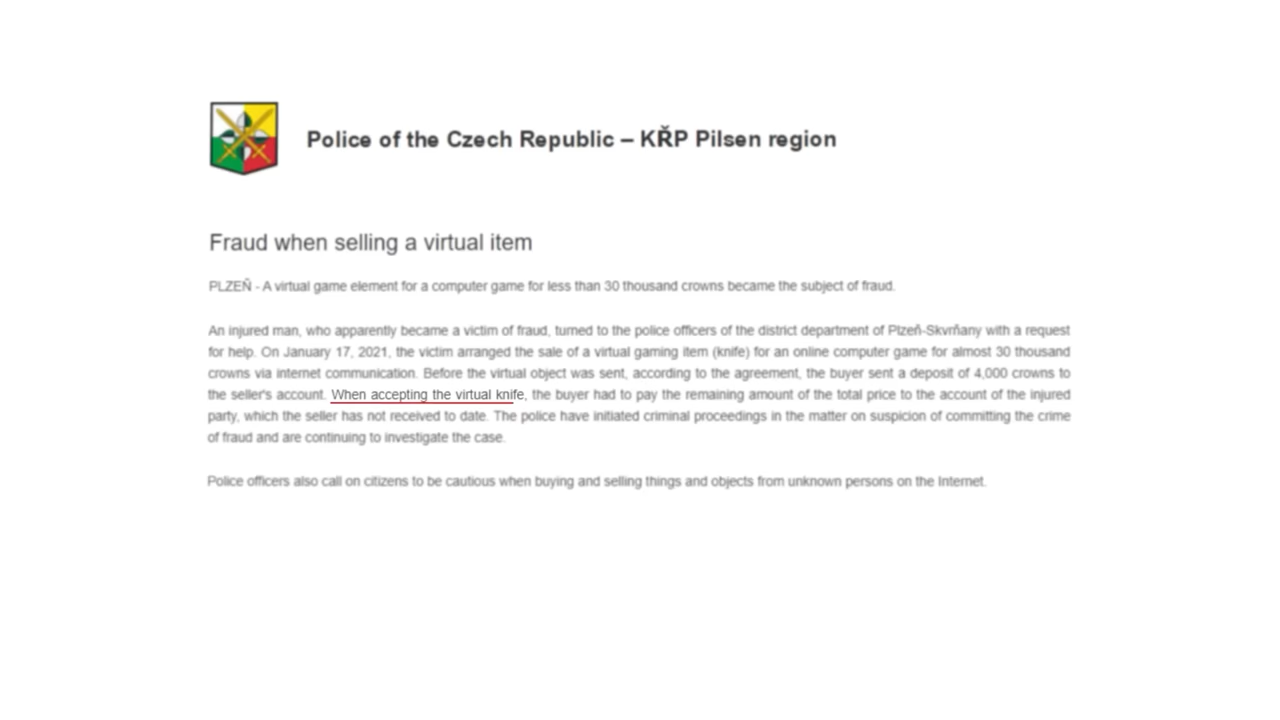 Police of the Czech Republic – KŘP Pilsen region
Fraud when selling a virtual item
PLZEŇ - A virtual game element for a computer game for less than 30 thousand crowns became the subject of fraud.
An injured man, who apparently became a victim of fraud, turned to the police officers of the district department of Plzeň-Skvrňany with a request
for help. On January 17, 2021, the victim arranged the sale of a virtual gaming item (knife) for an online computer game for almost 30 thousand
crowns via internet communication. Before the virtual object was sent, according to the agreement, the buyer sent a deposit of 4,000 crowns to
the seller's account. When accepting the virtual knife, the buyer had to pay the remaining amount of the total price to the account of the injured
party, which the seller has not received to date. The police have initiated criminal proceedings in the matter on suspicion of committing the crime
of fraud and are continuing to investigate the case.
Police officers also call on citizens to be cautious when buying and selling things and objects from unknown persons on the Internet.